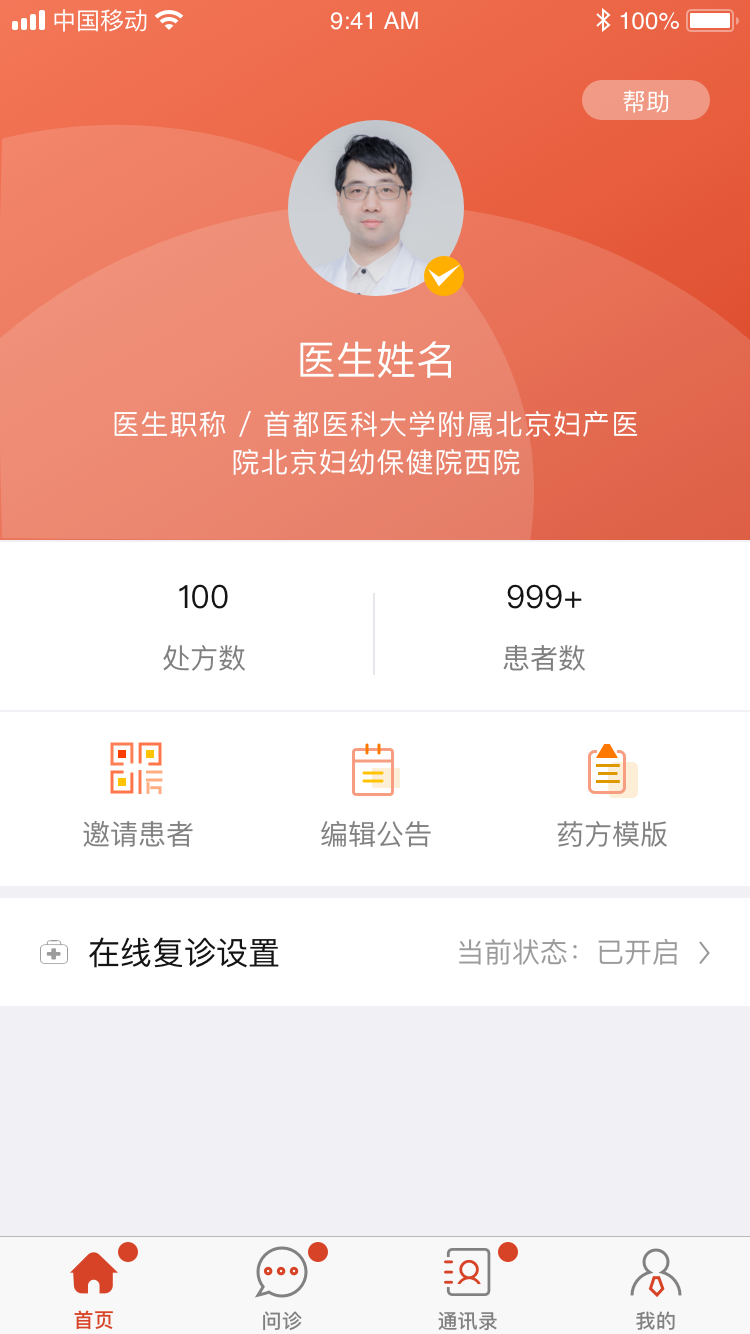 中国移动 9:41 AM 100%
帮助
医生姓名
医生职称 / 首都医科大学附属北京妇产医
院北京妇幼保健院西院
100 999+
处方数 患者数
邀请患者 编辑公告 药方模版
在线复诊设置 当前状态：已开启
首页 问诊 通讯录 我的